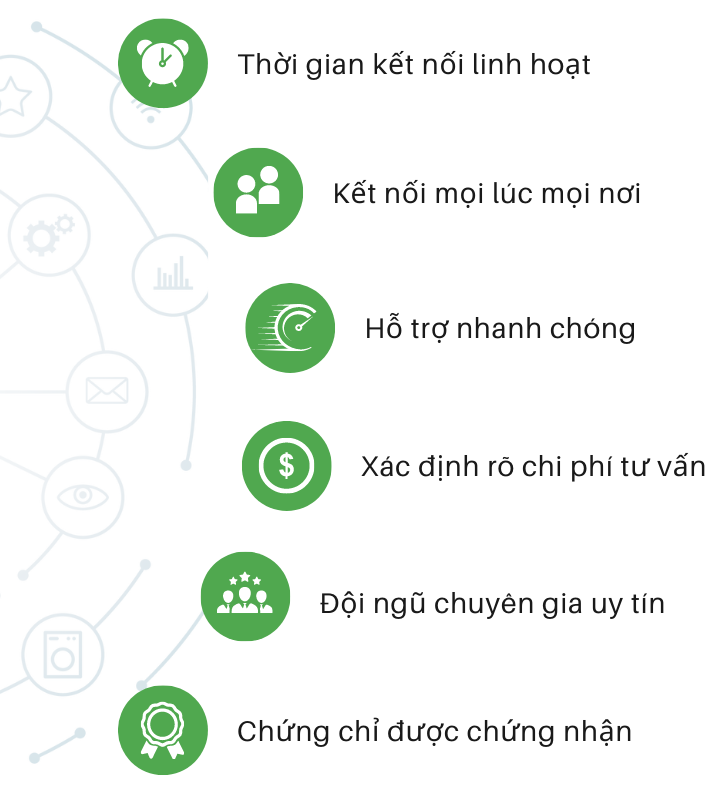 Thời gian kết nối linh hoạt
Kết nối mọi lúc mọi nơi
Hỗ trợ nhanh chóng
$
Xác định rõ chi phí tư vấn
Đội ngũ chuyên gia uy tín
Chứng chỉ được chứng nhận